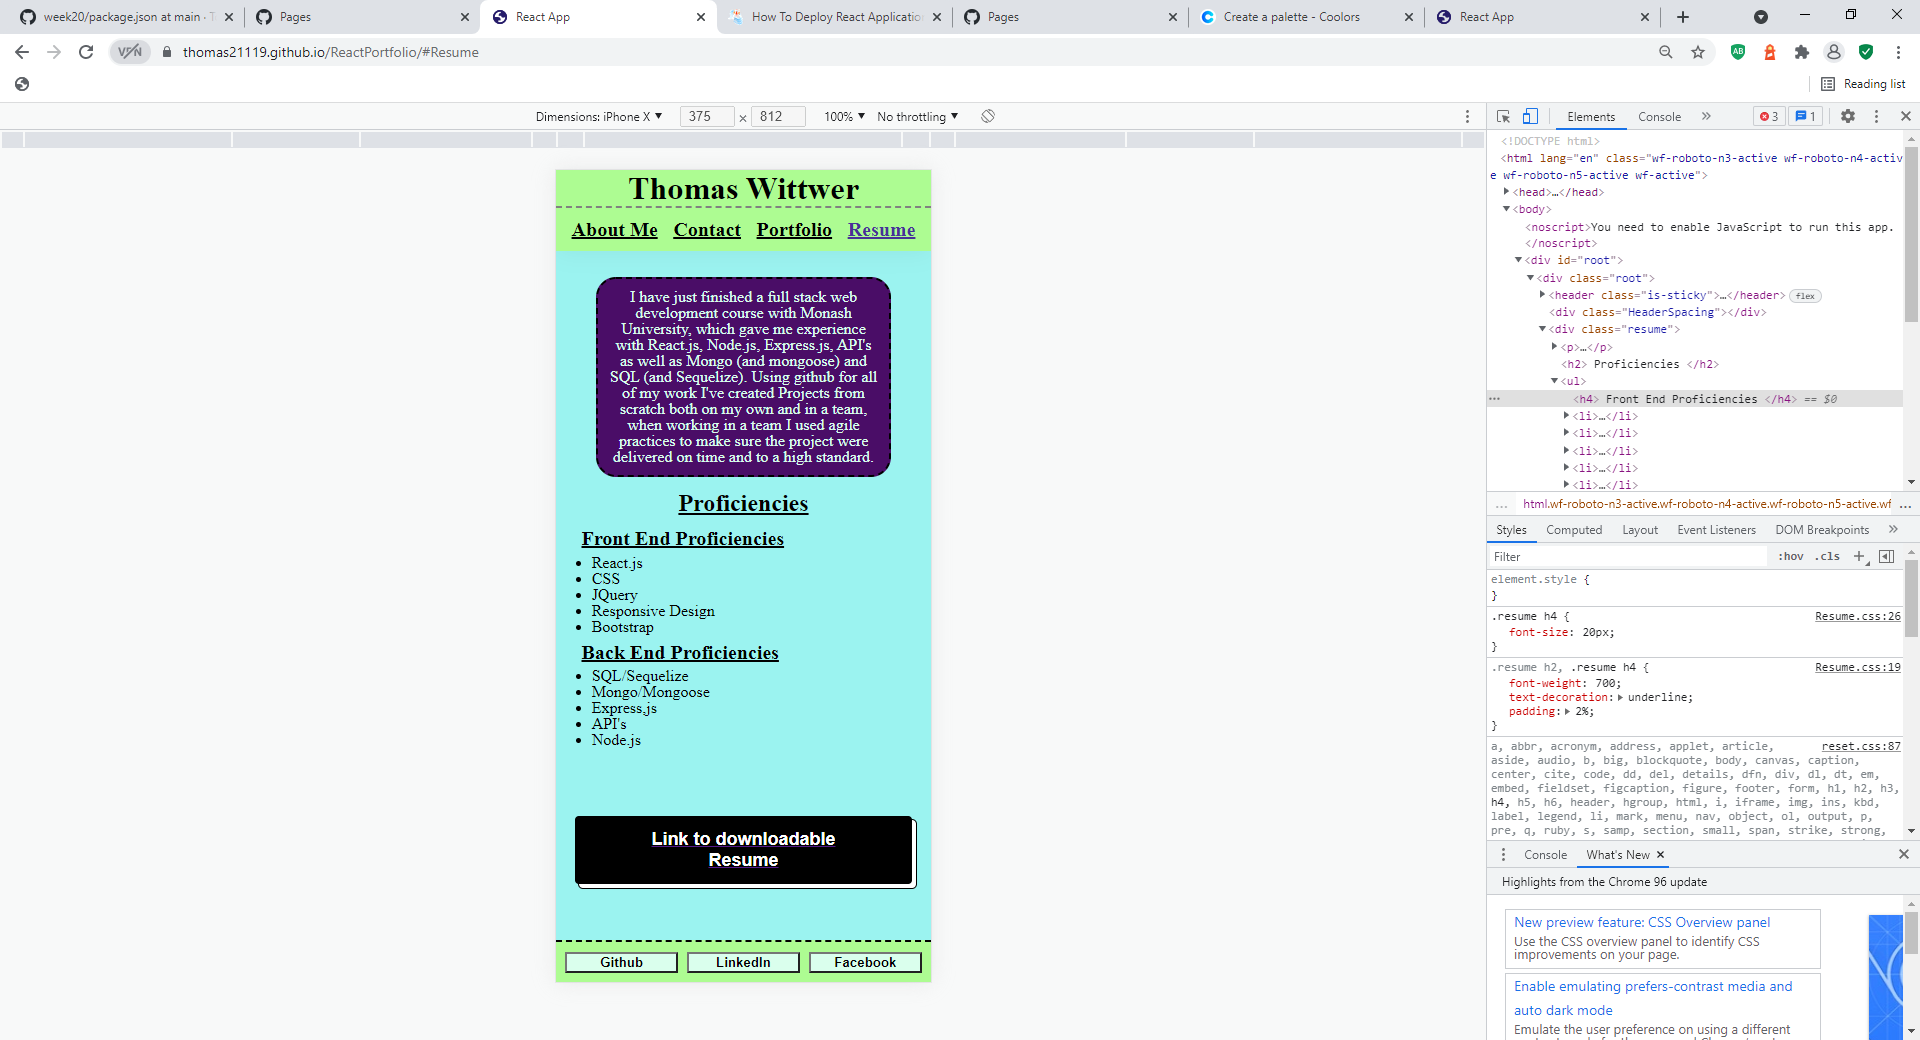 week20/package.json at main · T
Pages
React App
How To Deploy React Application
Pages
Create a palette - Coolors
React App
VPN
thomas21119.github.io/ReactPortfolio/#Resume
Reading list
Dimensions: iPhone X ▼ 375 × 812 100% ▼ No throttling ▼
Thomas Wittwer
About Me Contact Portfolio Resume
I have just finished a full stack web
development course with Monash
University, which gave me experience
with React.js, Node.js, Express.js, API's
as well as Mongo (and mongoose) and
SQL (and Sequelize). Using github for all
of my work I've created Projects from
scratch both on my own and in a team,
when working in a team I used agile
practices to make sure the project were
delivered on time and to a high standard.
Proficiencies
Front End Proficiencies
• React.js
• CSS
• JQuery
• Responsive Design
• Bootstrap
Back End Proficiencies
• SQL/Sequelize
• Mongo/Mongoose
• Express,js
• API's
• Node.js
Link to downloadable
Resume
Github LinkedIn Facebook
Elements Console » 3 1
<!DOCTYPE html>
<html lang="en" class="wf-roboto-n3-active wf-roboto-n4-activ
e wf-roboto-n5-active wf-active">
<head>…</head>
<body>
<noscript>You need to enable JavaScript to run this app.
</noscript>
<div id="root">
<div class="root">
<header class="is-sticky">…</header> flex
<div class="HeaderSpacing"></div>
<div class="resume">
<p>…</p>
<h2> Proficiencies </h2>
<ul>
<h4> Front End Proficiencies </h4> == $0
<li>…</li>
<li>…</li>
<li>…</li>
<li>…</li>
<li>…</li>
… html.wf-roboto-n3-active.wf-roboto-n4-active.wf-roboto-n5-active.wf …
Styles Computed Layout Event Listeners DOM Breakpoints »
Filter :hov .cls +
element.style {
}
.resume h4 { Resume.css:26
font-size: 20px;
}
.resume h2, .resume h4 { Resume.css:19
font-weight: 700;
text-decoration: underline;
padding: 2%;
}
a, abbr, acronym, address, applet, article, reset.css:87
aside, audio, b, big, blockquote, body, canvas, caption,
center, cite, code, dd, del, details, dfn, div, dl, dt, em,
embed, fieldset, figcaption, figure, footer, form, h1, h2, h3,
h4, h5, h6, header, hgroup, html, i, iframe, img, ins, kbd,
label, legend, li, mark, menu, nav, object, ol, output, p,
pre, q, ruby, s, samp, section, small, span, strike, strong,
Console What's New ×
Highlights from the Chrome 96 update
New preview feature: CSS Overview panel
Use the CSS overview panel to identify CSS
improvements on your page.
Enable emulating prefers-contrast media and
auto dark mode
Emulate the user preference on using a different